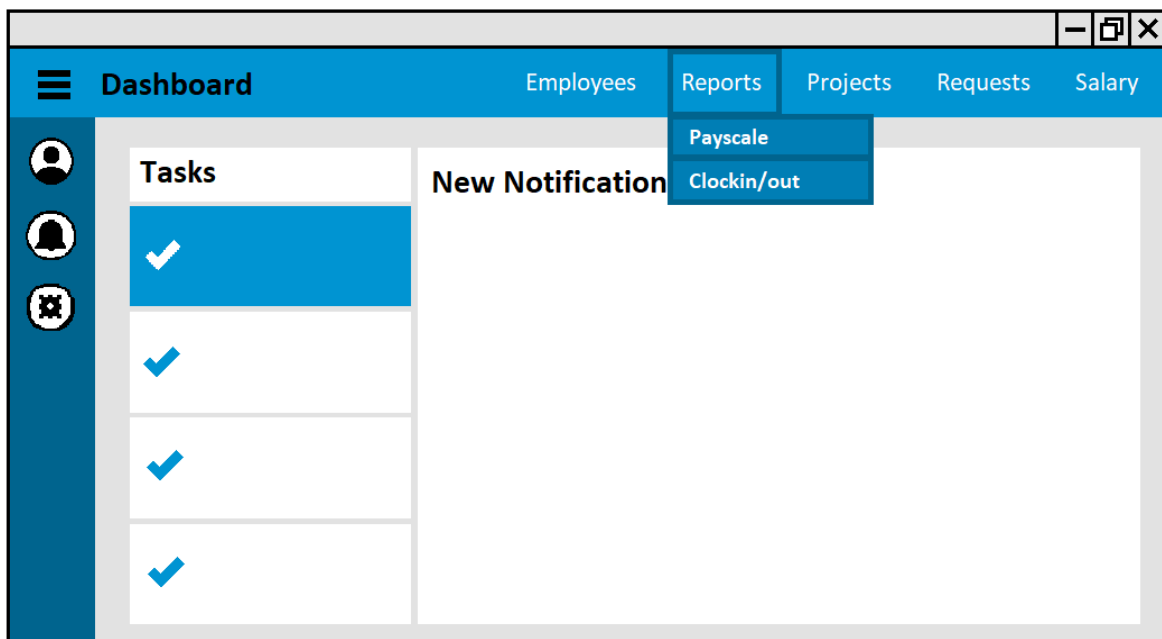 Dashboard Employees Reports Projects Requests Salary
Payscale
Tasks
New Notification
Clockin/out